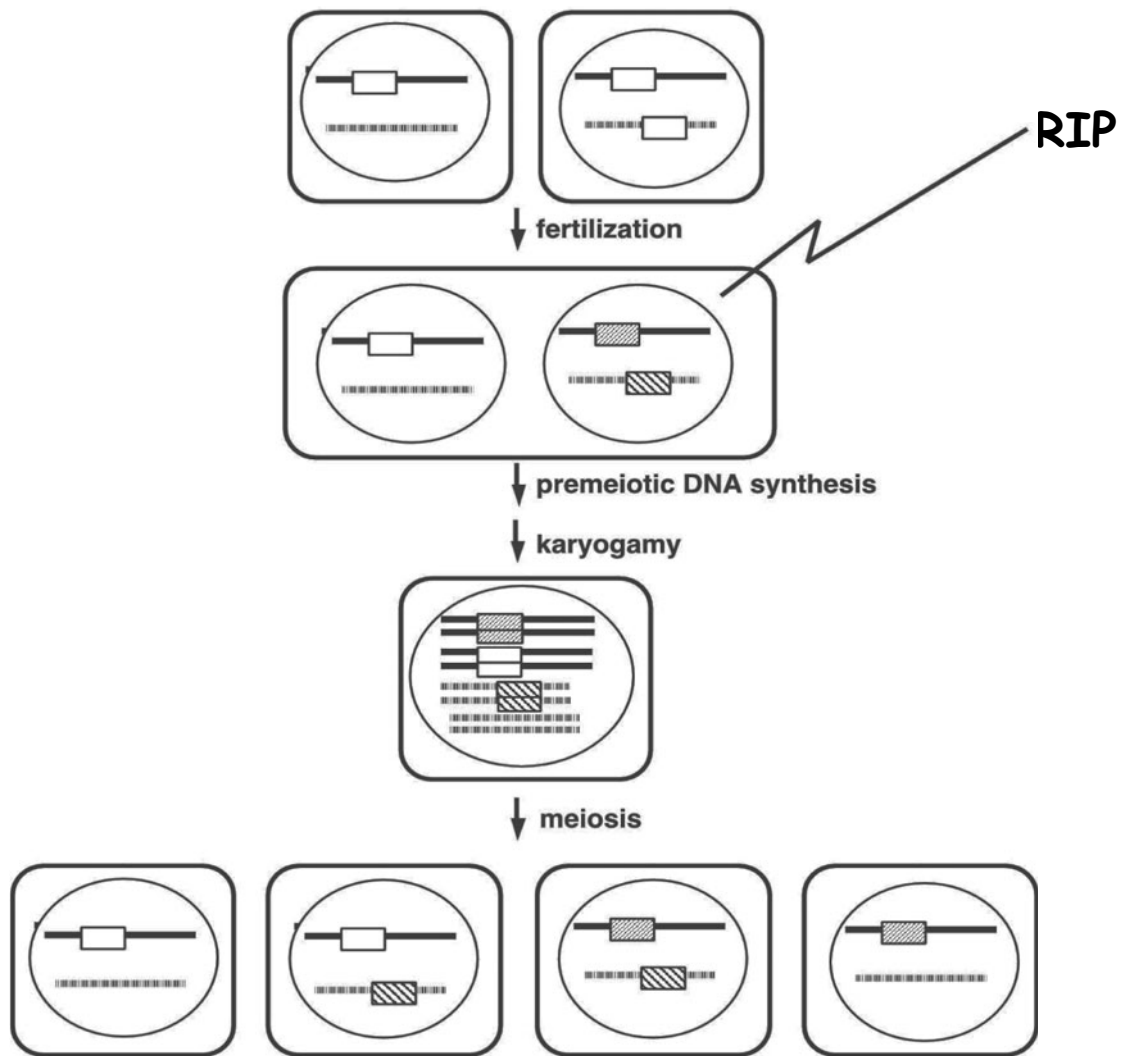 RIP
fertilization
premeiotic DNA synthesis
karyogamy
meiosis